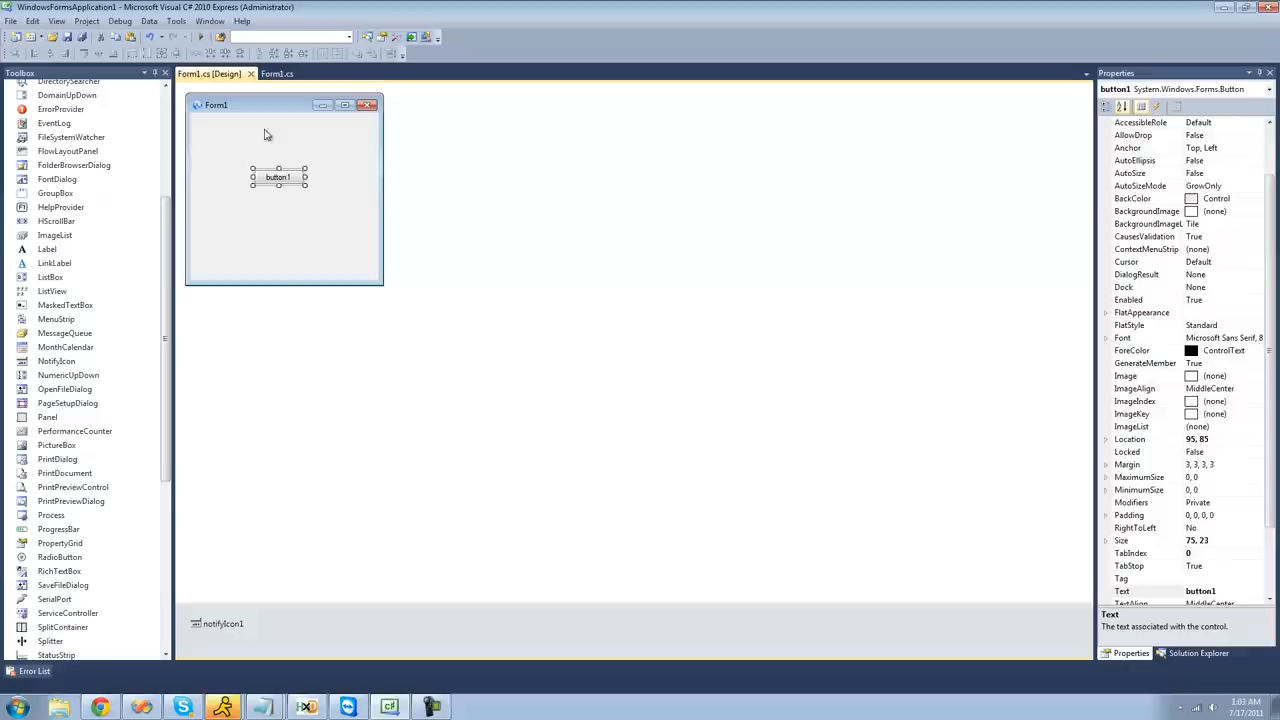 WindowsFormsApplication1 - Microsoft Visual C# 2010 Express (Administrator)
File Edit View Project Debug Data Tools Window Help
Toolbox
Form1.cs [Design]
Form1.cs
Properties
DirectorySearcher
DomainUpDown
ErrorProvider
EventLog
FileSystemWatcher
FlowLayoutPanel
FolderBrowserDialog
FontDialog
GroupBox
HelpProvider
HScrollBar
ImageList
Label
LinkLabel
ListBox
ListView
MaskedTextBox
MenuStrip
MessageQueue
MonthCalendar
NotifyIcon
NumericUpDown
OpenFileDialog
PageSetupDialog
Panel
PerformanceCounter
PictureBox
PrintDialog
PrintDocument
PrintPreviewControl
PrintPreviewDialog
Process
ProgressBar
PropertyGrid
RadioButton
RichTextBox
SaveFileDialog
SerialPort
ServiceController
SplitContainer
Splitter
StatusStrip
Form1
button1
notifyIcon1
button1 System.Windows.Forms.Button
AccessibleRole Default
AllowDrop False
Anchor Top, Left
AutoEllipsis False
AutoSize False
AutoSizeMode GrowOnly
BackColor Control
BackgroundImage (none)
BackgroundImageL Tile
CausesValidation True
ContextMenuStrip (none)
Cursor Default
DialogResult None
Dock None
Enabled True
FlatAppearance
FlatStyle Standard
Font Microsoft Sans Serif, 8
ForeColor ControlText
GenerateMember True
Image (none)
ImageAlign MiddleCenter
ImageIndex (none)
ImageKey (none)
ImageList (none)
Location 95, 85
Locked False
Margin 3, 3, 3, 3
MaximumSize 0, 0
MinimumSize 0, 0
Modifiers Private
Padding 0, 0, 0, 0
RightToLeft No
Size 75, 23
TabIndex 0
TabStop True
Tag
Text button1
TextAlign MiddleCenter
Text
The text associated with the control.
Properties
Solution Explorer
Error List
1:03 AM
7/17/2011